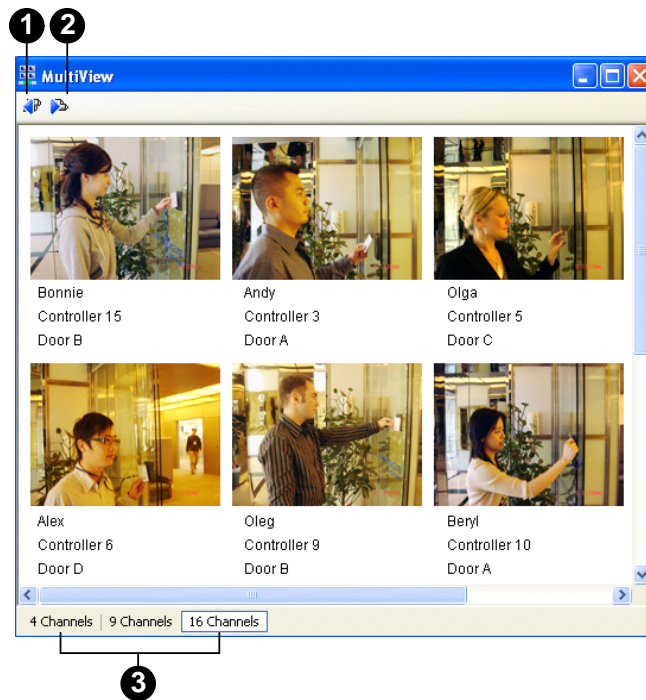 1 2
MultiView
Bonnie Andy Olga
Controller 15 Controller 3 Controller 5
Door B Door A Door C
Alex Oleg Beryl
Controller 6 Controller 9 Controller 10
Door D Door B Door A
4 Channels 9 Channels 16 Channels
3